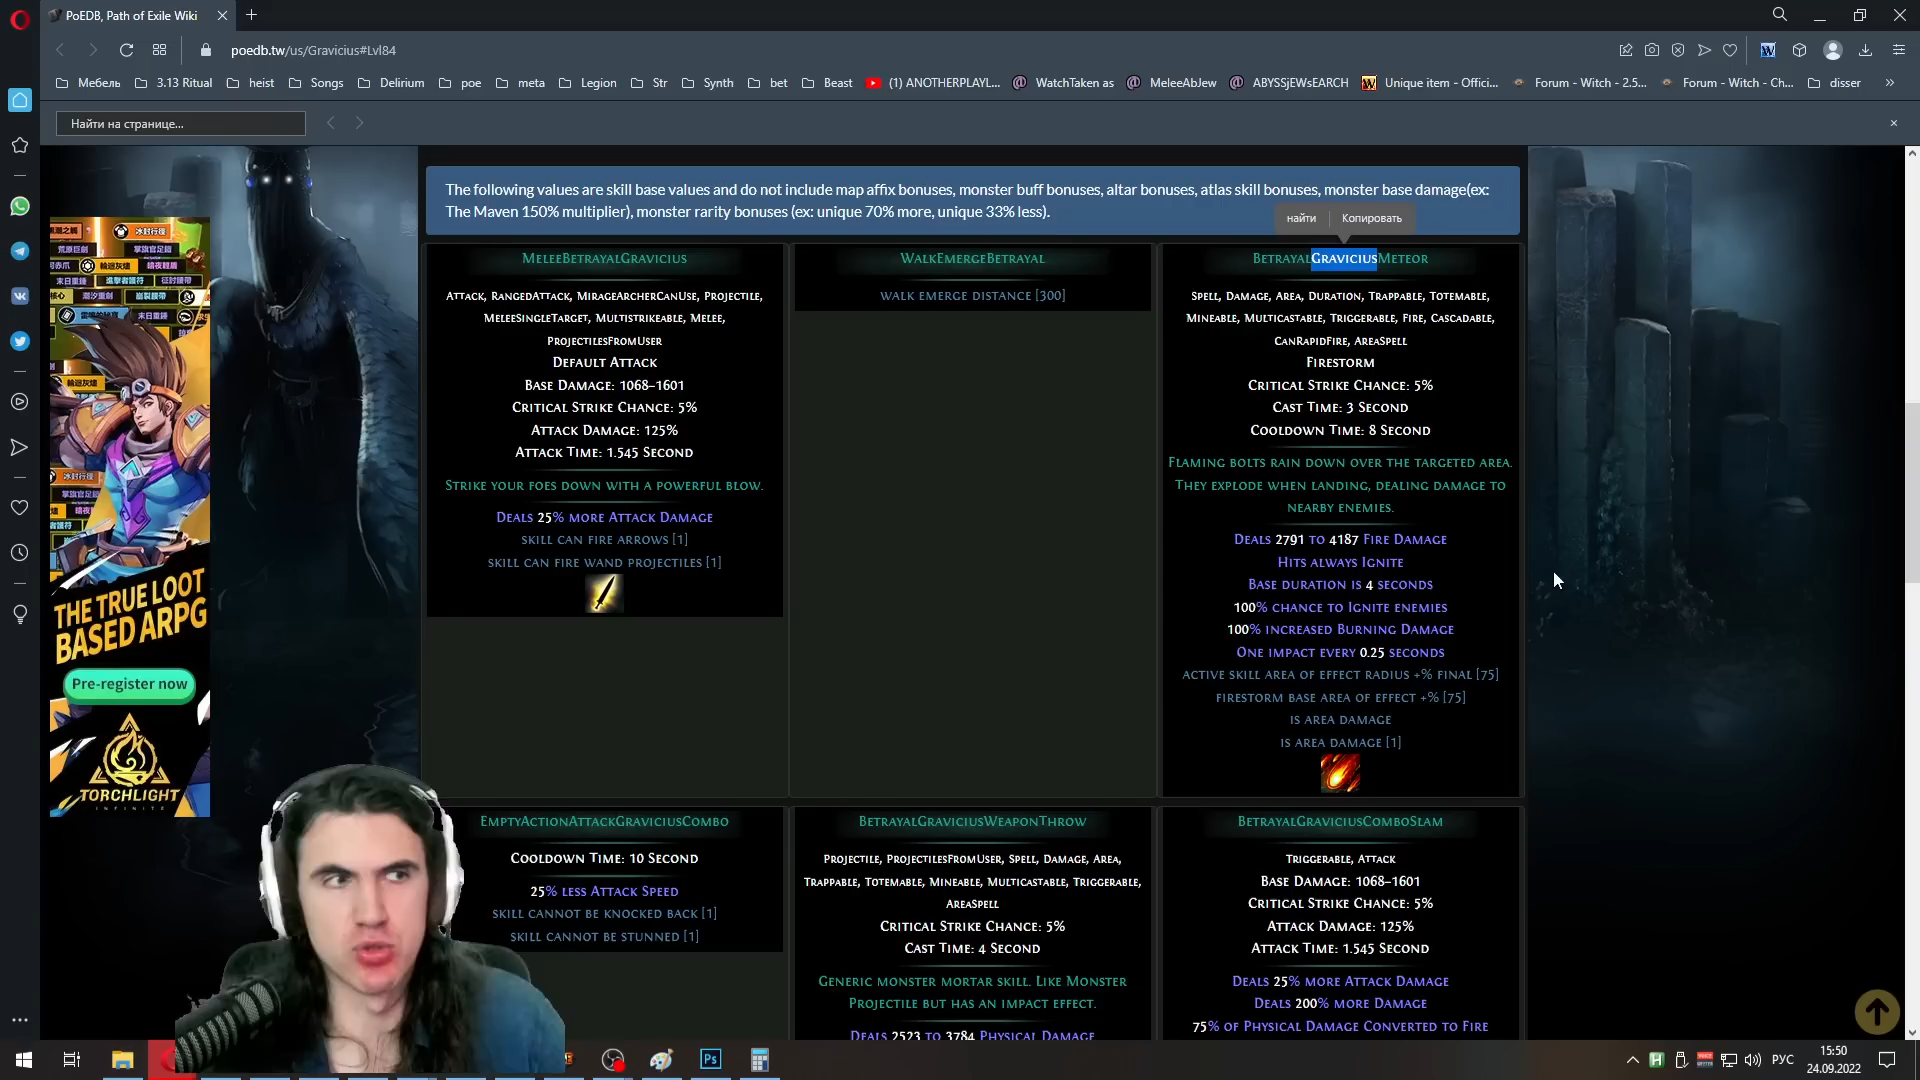 PoEDB, Path of Exile Wiki
poedb.tw/us/Gravicius#Lvl84
Мебель
3.13 Ritual
heist
Songs
Delirium
poe
meta
Legion
Str
Synth
bet
Beast
(1) ANOTHERPLAYL...
WatchTaken as
MeleeAbJew
ABYSSjEWsEARCH
Unique item - Offici...
Forum - Witch - 2.5...
Forum - Witch - Ch...
disser
Найти на странице...
The following values are skill base values and do not include map affix bonuses, monster buff bonuses, altar bonuses, atlas skill bonuses, monster base damage(ex:
The Maven 150% multiplier), monster rarity bonuses (ex: unique 70% more, unique 33% less).
найти
Копировать
MeleeBetrayalGravicius
Attack, RangedAttack, MirageArcherCanUse, Projectile,
MeleeSingleTarget, Multistrikeable, Melee,
ProjectilesFromUser
Default Attack
Base Damage: 1068–1601
Critical Strike Chance: 5%
Attack Damage: 125%
Attack Time: 1.545 Second
Strike your foes down with a powerful blow.
Deals 25% more Attack Damage
skill can fire arrows [1]
skill can fire wand projectiles [1]
WalkEmergeBetrayal
walk emerge distance [300]
BetrayalGraviciusMeteor
Spell, Damage, Area, Duration, Trappable, Totemable,
Mineable, Multicastable, Triggerable, Fire, Cascadable,
CanRapidFire, AreaSpell
Firestorm
Critical Strike Chance: 5%
Cast Time: 3 Second
Cooldown Time: 8 Second
Flaming bolts rain down over the targeted area.
They explode when landing, dealing damage to
nearby enemies.
Deals 2791 to 4187 Fire Damage
Hits always Ignite
Base duration is 4 seconds
100% chance to Ignite enemies
100% increased Burning Damage
One impact every 0.25 seconds
active skill area of effect radius +% final [75]
firestorm base area of effect +% [75]
is area damage
is area damage [1]
EmptyActionAttackGraviciusCombo
Cooldown Time: 10 Second
25% less Attack Speed
skill cannot be knocked back [1]
skill cannot be stunned [1]
BetrayalGraviciusWeaponThrow
Projectile, ProjectilesFromUser, Spell, Damage, Area,
Trappable, Totemable, Mineable, Multicastable, Triggerable,
AreaSpell
Critical Strike Chance: 5%
Cast Time: 4 Second
Generic monster mortar skill. Like Monster
Projectile but has an impact effect.
Deals 2523 to 3784 Physical Damage
BetrayalGraviciusComboSlam
Triggerable, Attack
Base Damage: 1068–1601
Critical Strike Chance: 5%
Attack Damage: 125%
Attack Time: 1.545 Second
Deals 25% more Attack Damage
Deals 200% more Damage
75% of Physical Damage Converted to Fire
THE TRUE LOOT
BASED ARPG
Pre-register now
TORCHLIGHT
INFINITE
Ps
РУС
15:50
24.09.2022